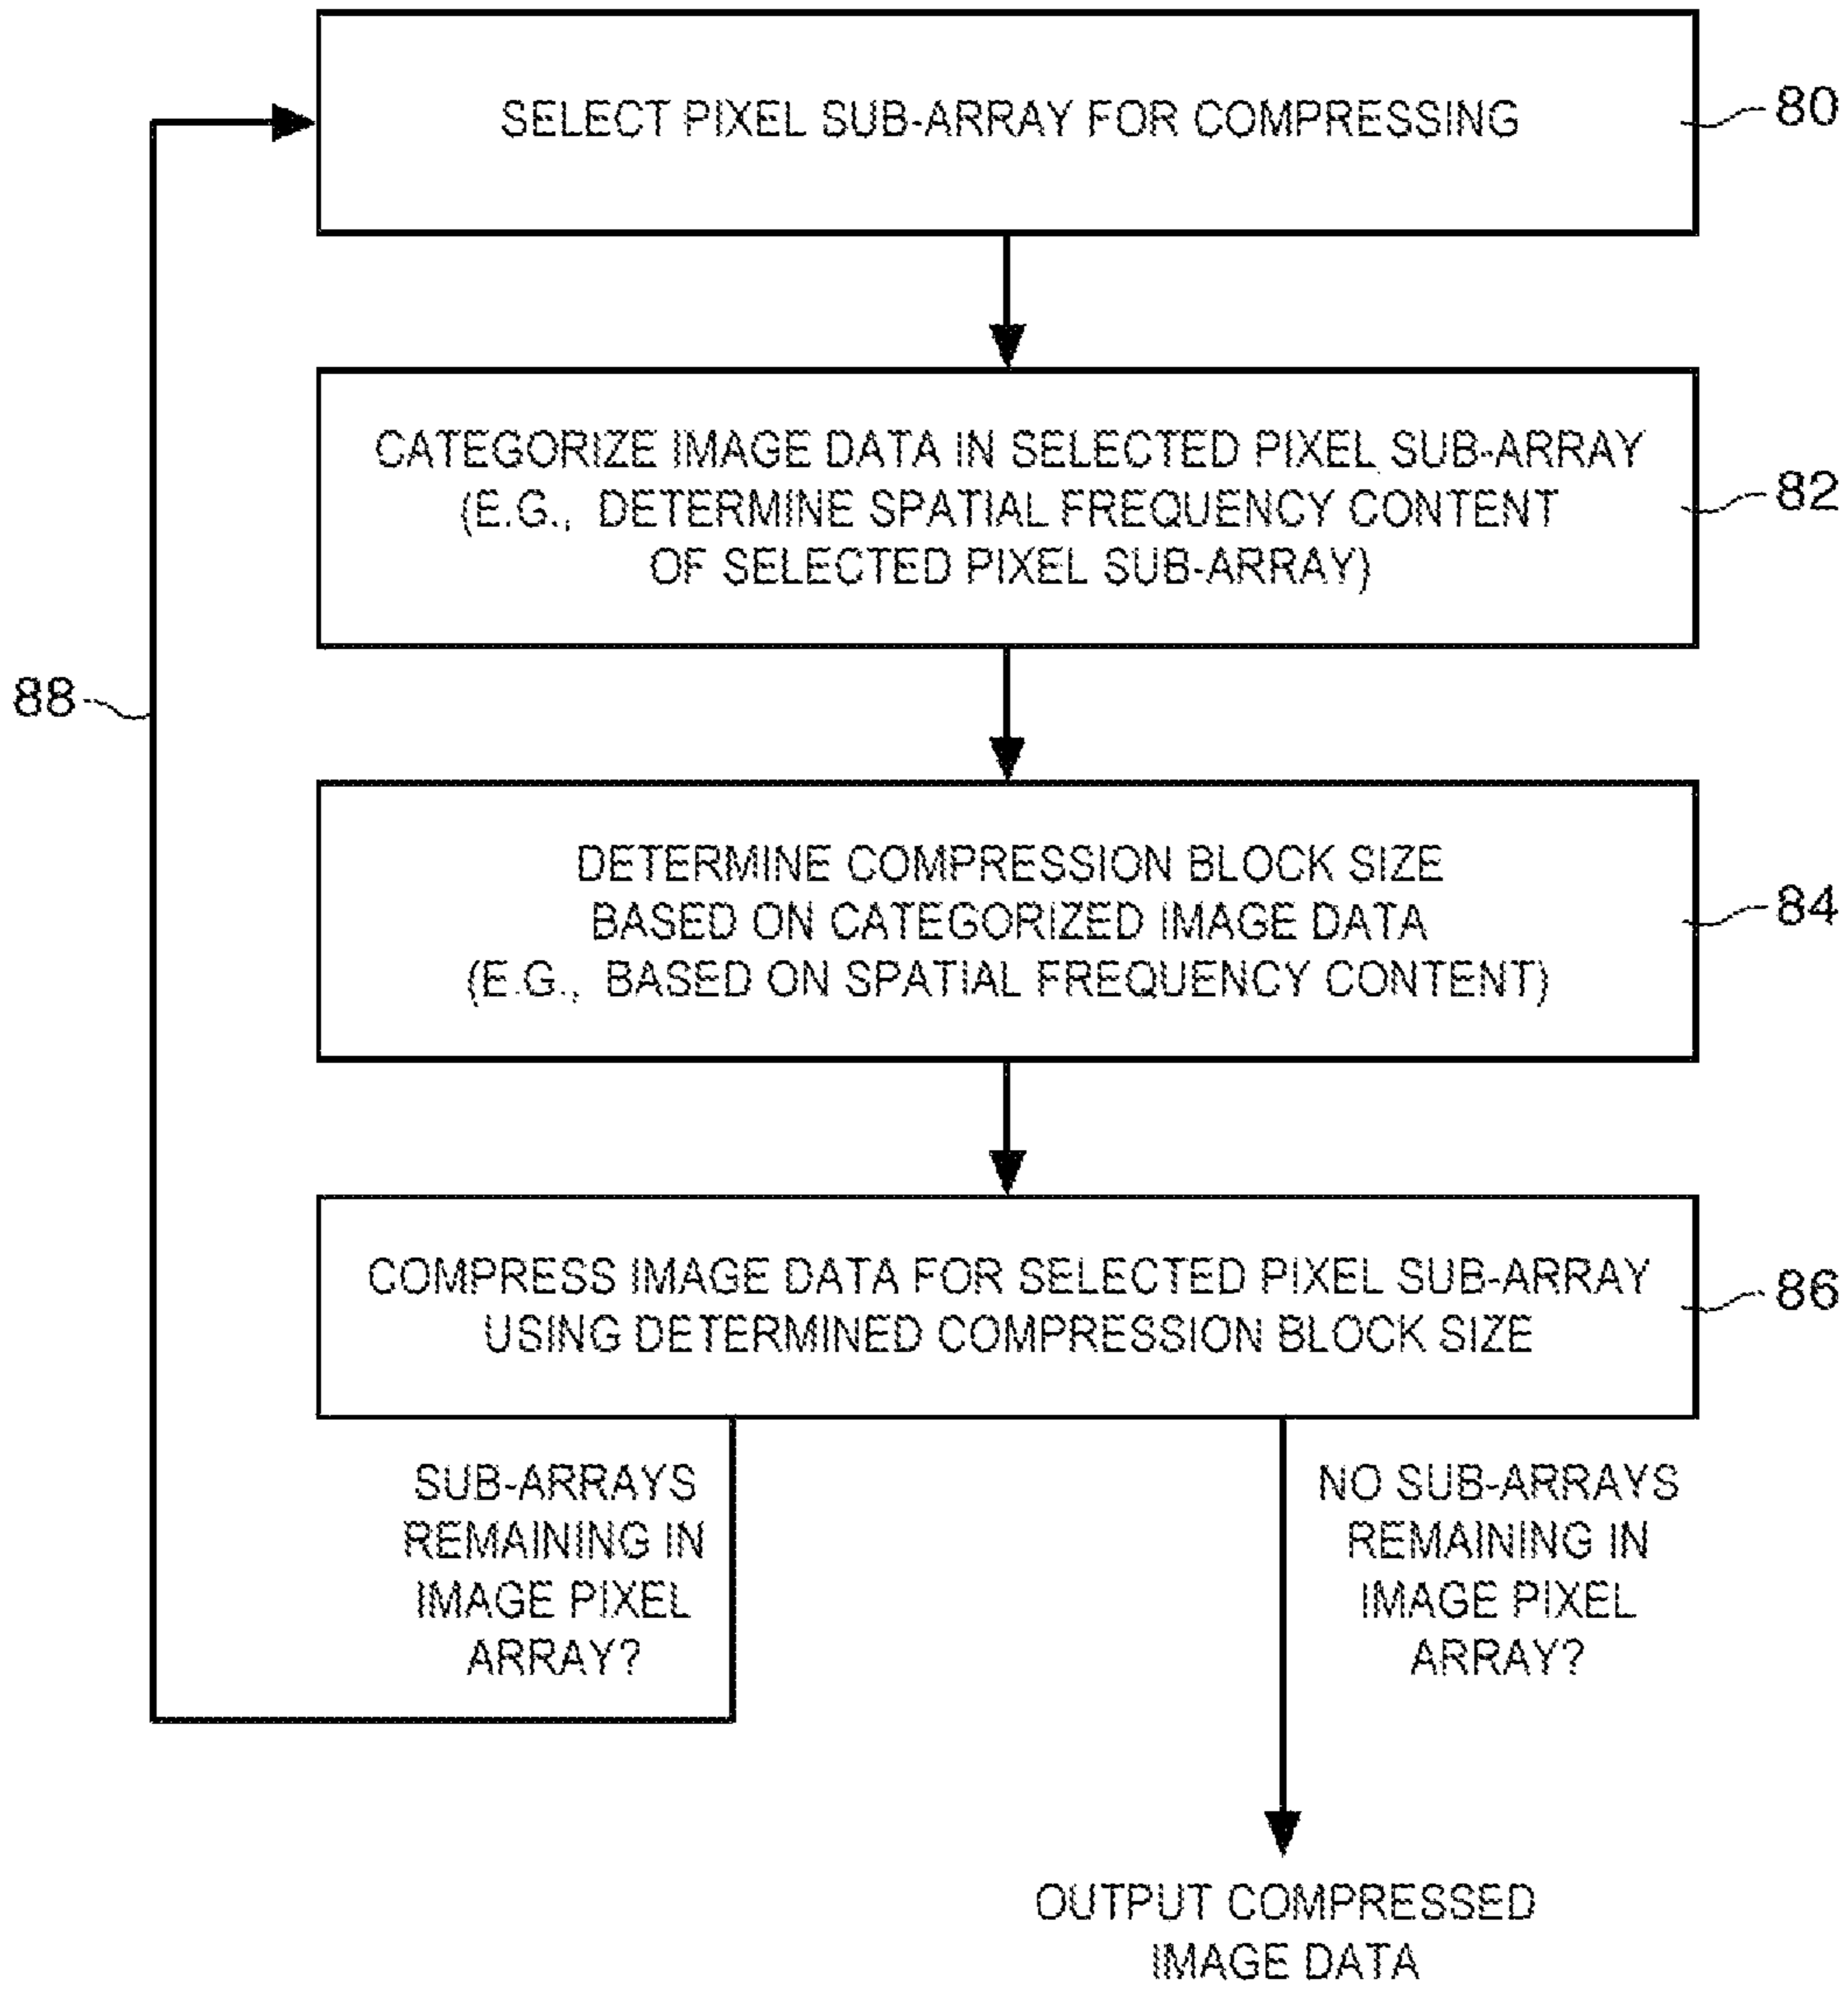 SELECT PIXEL SUB-ARRAY FOR COMPRESSING
80
CATEGORIZE IMAGE DATA IN SELECTED PIXEL SUB-ARRAY
(E.G., DETERMINE SPATIAL FREQUENCY CONTENT
OF SELECTED PIXEL SUB-ARRAY)
82
88
DETERMINE COMPRESSION BLOCK SIZE
BASED ON CATEGORIZED IMAGE DATA
(E.G., BASED ON SPATIAL FREQUENCY CONTENT)
84
COMPRESS IMAGE DATA FOR SELECTED PIXEL SUB-ARRAY
USING DETERMINED COMPRESSION BLOCK SIZE
86
SUB-ARRAYS
REMAINING IN
IMAGE PIXEL
ARRAY?
NO SUB-ARRAYS
REMAINING IN
IMAGE PIXEL
ARRAY?
OUTPUT COMPRESSED
IMAGE DATA